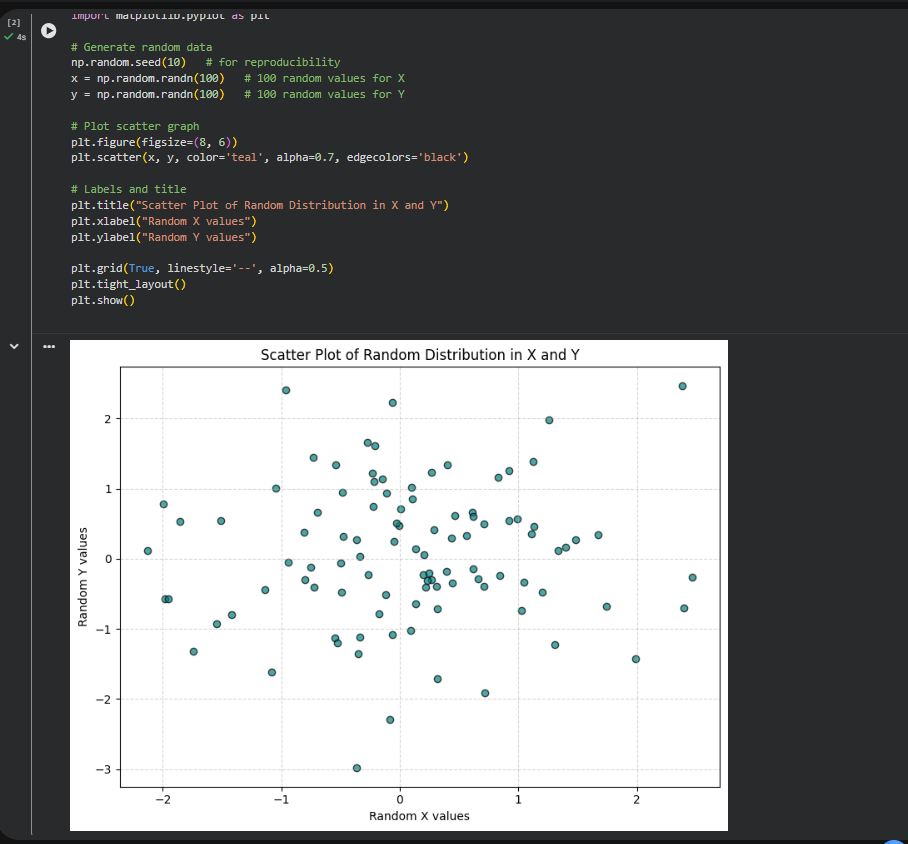 [2]
4s
import matplotlib.pyplot as plt
# Generate random data
np.random.seed(10)   # for reproducibility
x = np.random.randn(100)   # 100 random values for X
y = np.random.randn(100)   # 100 random values for Y
# Plot scatter graph
plt.figure(figsize=(8, 6))
plt.scatter(x, y, color='teal', alpha=0.7, edgecolors='black')
# Labels and title
plt.title("Scatter Plot of Random Distribution in X and Y")
plt.xlabel("Random X values")
plt.ylabel("Random Y values")
plt.grid(True, linestyle='--', alpha=0.5)
plt.tight_layout()
plt.show()
Scatter Plot of Random Distribution in X and Y
Random Y values
2
1
0
−1
−2
−3
−2 −1 0 1 2
Random X values